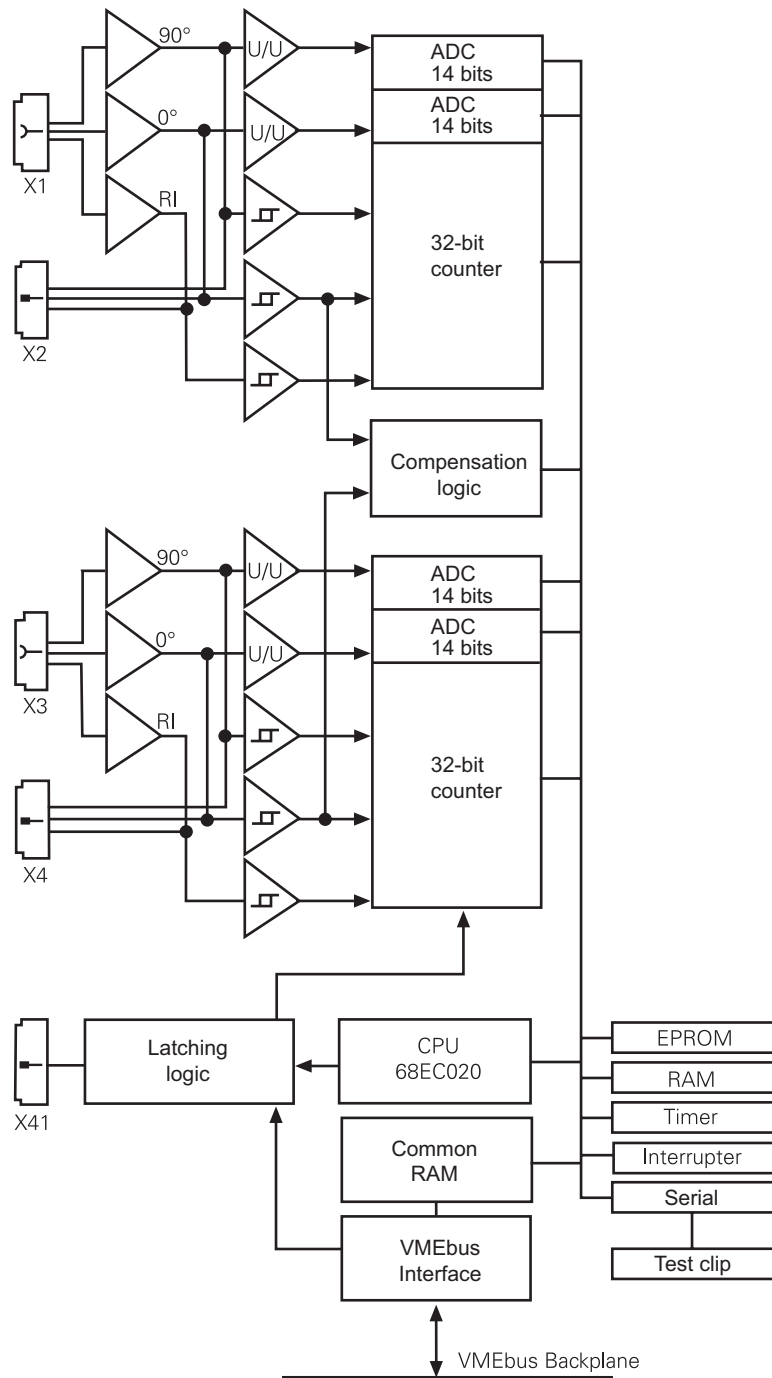 90°
U/U
ADC
14 bits
0°
U/U
ADC
14 bits
X1
RI
32-bit
counter
X2
Compensation
logic
90°
U/U
ADC
14 bits
0°
U/U
ADC
14 bits
X3
RI
32-bit
counter
X4
Latching
logic
CPU
68EC020
EPROM
RAM
Timer
Interrupter
Serial
Test clip
X41
Common
RAM
VMEbus
Interface
VMEbus Backplane